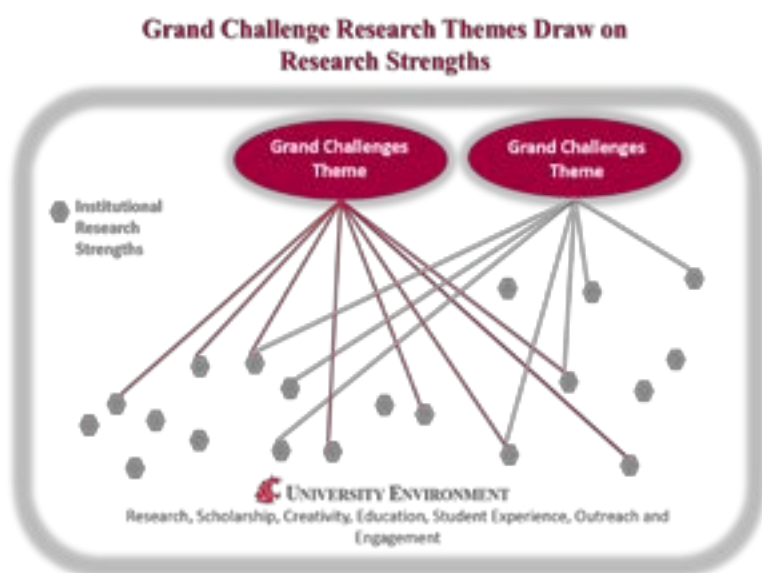 Grand Challenge Research Themes Draw on
Research Strengths
Grand Challenges
Theme
Grand Challenges
Theme
Institutional
Research
Strengths
UNIVERSITY ENVIRONMENT
Research, Scholarship, Creativity, Education, Student Experience, Outreach and
Engagement